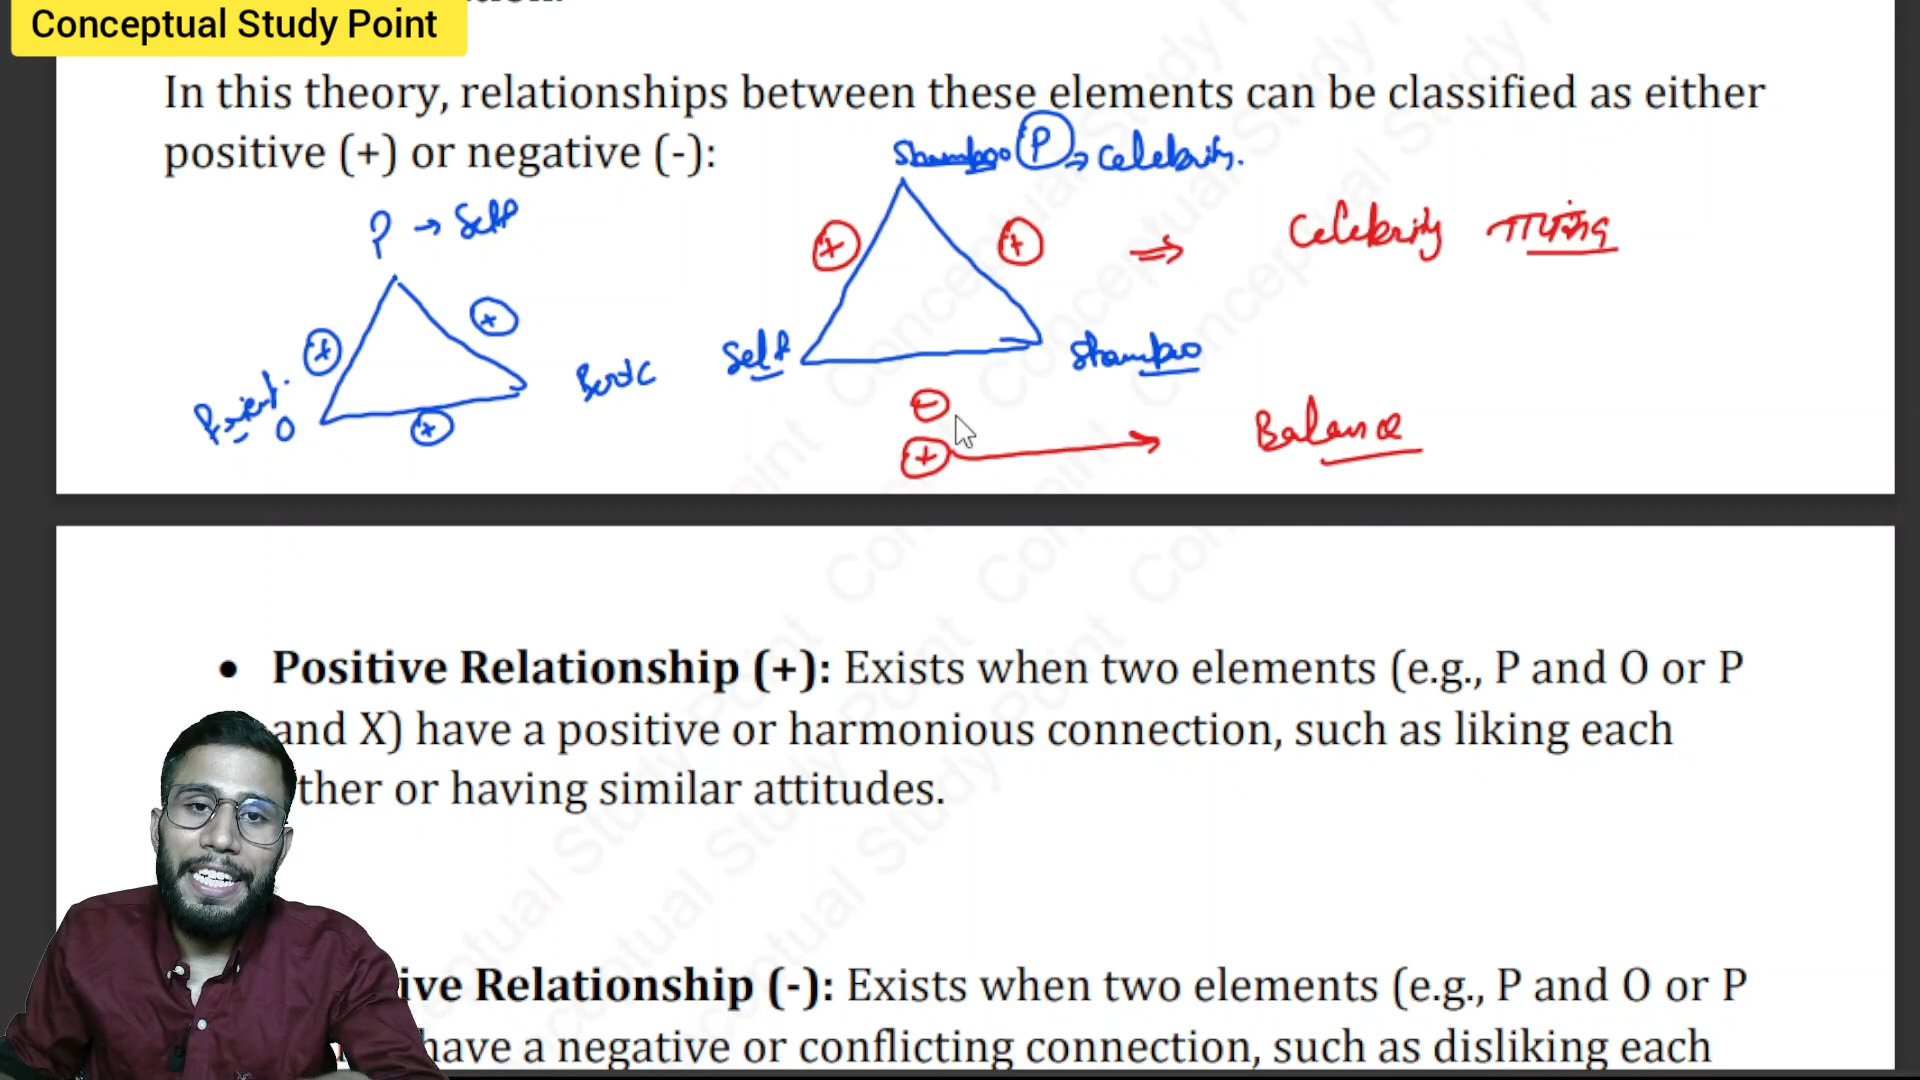 Conceptual Study Point
In this theory, relationships between these elements can be classified as either
positive (+) or negative (-):
Shampoo P → Celebrity.
P → Self
+
+
Celebrity
+
+
Self
Shampoo
O
+
-
+
Balance
• Positive Relationship (+): Exists when two elements (e.g., P and O or P
and X) have a positive or harmonious connection, such as liking each
ther or having similar attitudes.
ive Relationship (-): Exists when two elements (e.g., P and O or P
have a negative or conflicting connection, such as disliking each